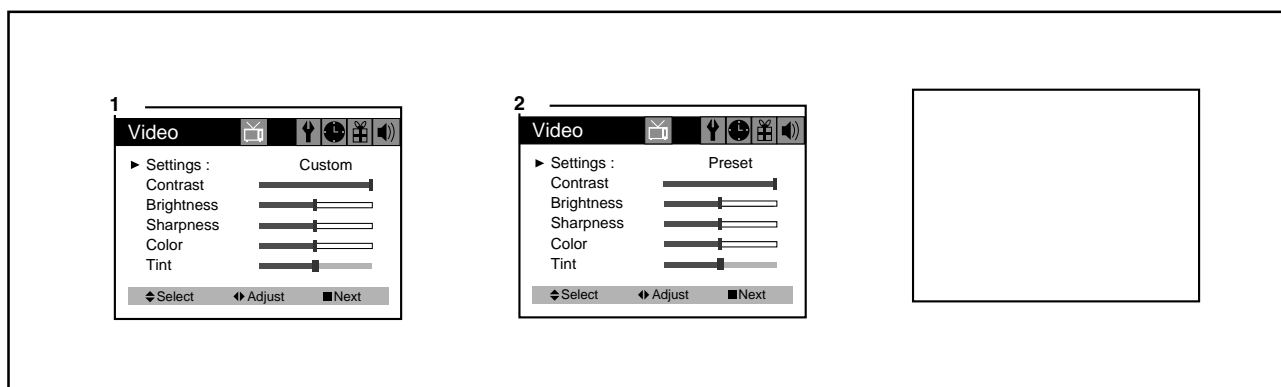 1
Video
► Settings : Custom
Contrast
Brightness
Sharpness
Color
Tint
Select Adjust Next
2
Video
► Settings : Preset
Contrast
Brightness
Sharpness
Color
Tint
Select Adjust Next